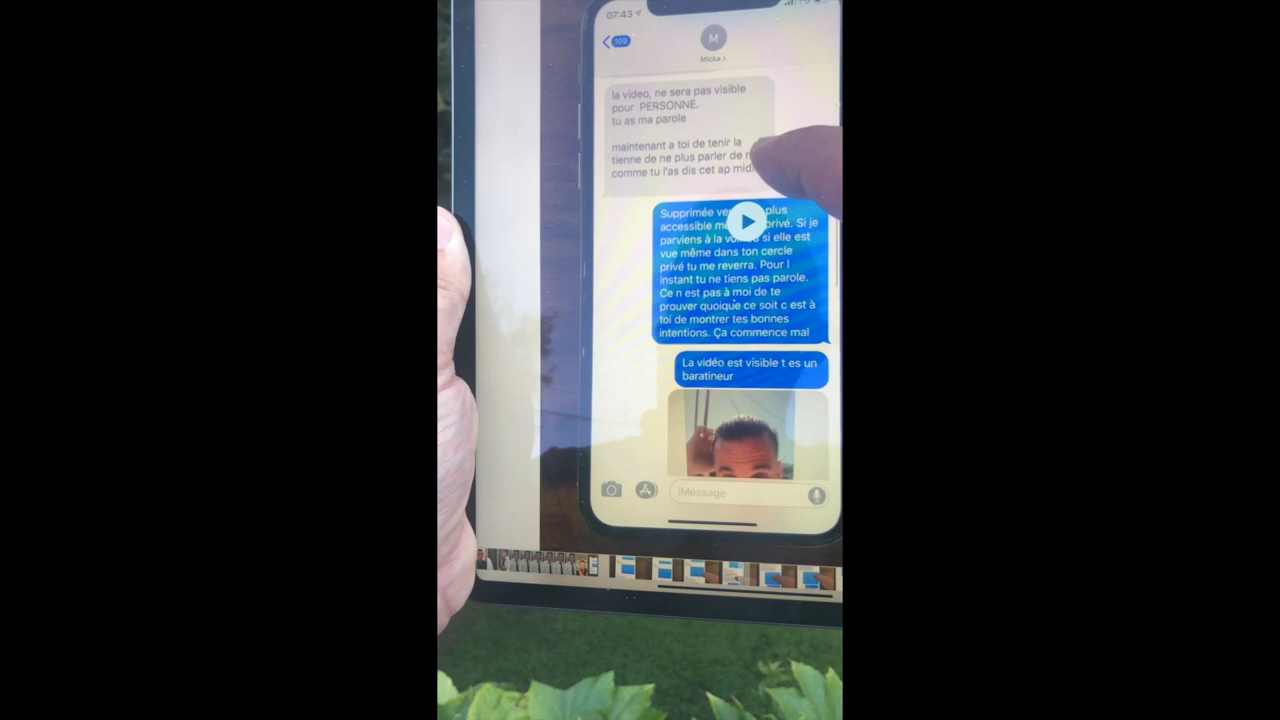 07:43
109
M
Micka
la video, ne sera pas visible
pour PERSONNE.
tu as ma parole
maintenant a toi de tenir la
tienne de ne plus parler de
comme tu l'as dis cet ap midi
Supprimée plus
accessible privé. Si je
parviens à la si elle est
vue même dans ton cercle
privé tu me reverra. Pour l
instant tu ne tiens pas parole.
Ce n est pas à moi de te
prouver quoique ce soit c est à
toi de montrer tes bonnes
intentions. Ça commence mal
La vidéo est visible t es un
baratineur
iMessage